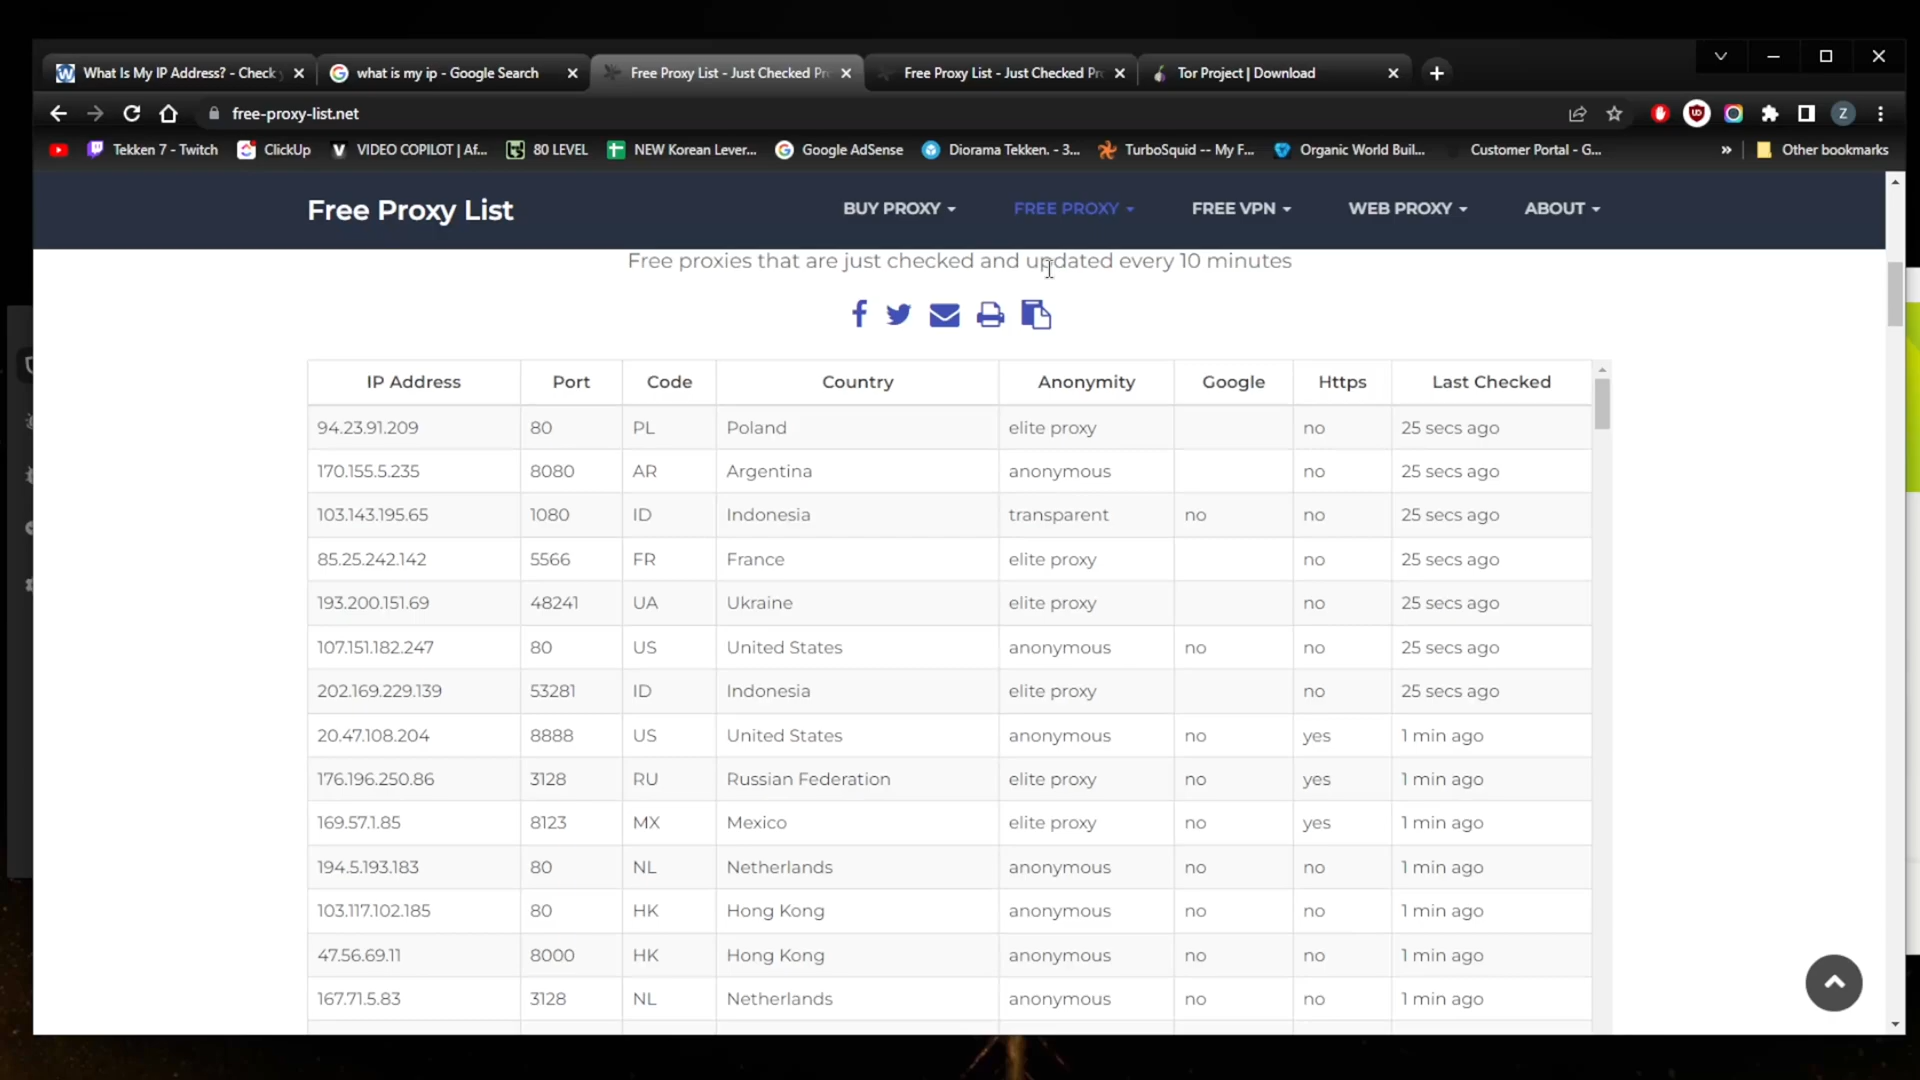 What Is My IP Address? - Check
what is my ip - Google Search
Free Proxy List - Just Checked Pr
Free Proxy List - Just Checked Pr
Tor Project | Download
free-proxy-list.net
Z
Tekken 7 - Twitch
ClickUp
VIDEO COPILOT | Af...
80 LEVEL
NEW Korean Lever...
Google AdSense
Diorama Tekken. - 3...
TurboSquid -- My F...
Organic World Buil...
Customer Portal - G...
»
Other bookmarks
Free Proxy List
BUY PROXY
FREE PROXY
FREE VPN
WEB PROXY
ABOUT
Free proxies that are just checked and updated every 10 minutes
IP Address Port Code Country Anonymity Google Https Last Checked
94.23.91.209 80 PL Poland elite proxy no 25 secs ago
170.155.5.235 8080 AR Argentina anonymous no 25 secs ago
103.143.195.65 1080 ID Indonesia transparent no no 25 secs ago
85.25.242.142 5566 FR France elite proxy no 25 secs ago
193.200.151.69 48241 UA Ukraine elite proxy no 25 secs ago
107.151.182.247 80 US United States anonymous no no 25 secs ago
202.169.229.139 53281 ID Indonesia elite proxy no 25 secs ago
20.47.108.204 8888 US United States anonymous no yes 1 min ago
176.196.250.86 3128 RU Russian Federation elite proxy no yes 1 min ago
169.57.1.85 8123 MX Mexico elite proxy no yes 1 min ago
194.5.193.183 80 NL Netherlands anonymous no no 1 min ago
103.117.102.185 80 HK Hong Kong anonymous no no 1 min ago
47.56.69.11 8000 HK Hong Kong anonymous no no 1 min ago
167.71.5.83 3128 NL Netherlands anonymous no no 1 min ago